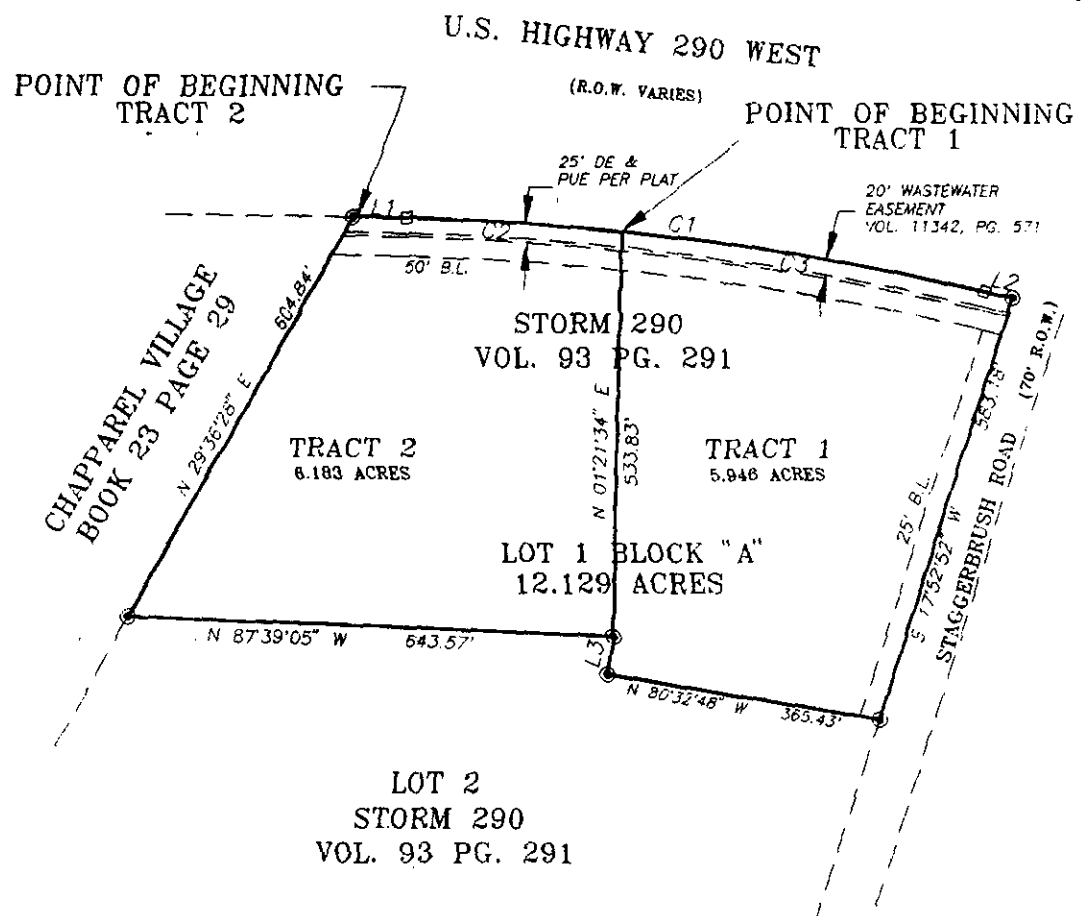 U.S. HIGHWAY 290 WEST
(R.O.W. VARIES)
POINT OF BEGINNING
TRACT 2
POINT OF BEGINNING
TRACT 1
25' DE &
PUE PER PLAT
20' WASTEWATER
EASEMENT
VOL. 11342, PG. 571
L1
C2
C1
C3
L2
50' B.L.
604.84'
N 29°36'28" E
CHAPPAREL VILLAGE
BOOK 23 PAGE 29
STORM 290
VOL. 93 PG. 291
TRACT 2
6.183 ACRES
N 01°21'34" E
533.83'
TRACT 1
5.946 ACRES
LOT 1 BLOCK "A"
12.129 ACRES
25' B.L.
S 17°52'52" W
583.18'
STAGGERBRUSH ROAD (70' R.O.W.)
N 87°39'05" W 643.57'
L3
N 80°32'48" W 365.43'
LOT 2
STORM 290
VOL. 93 PG. 291